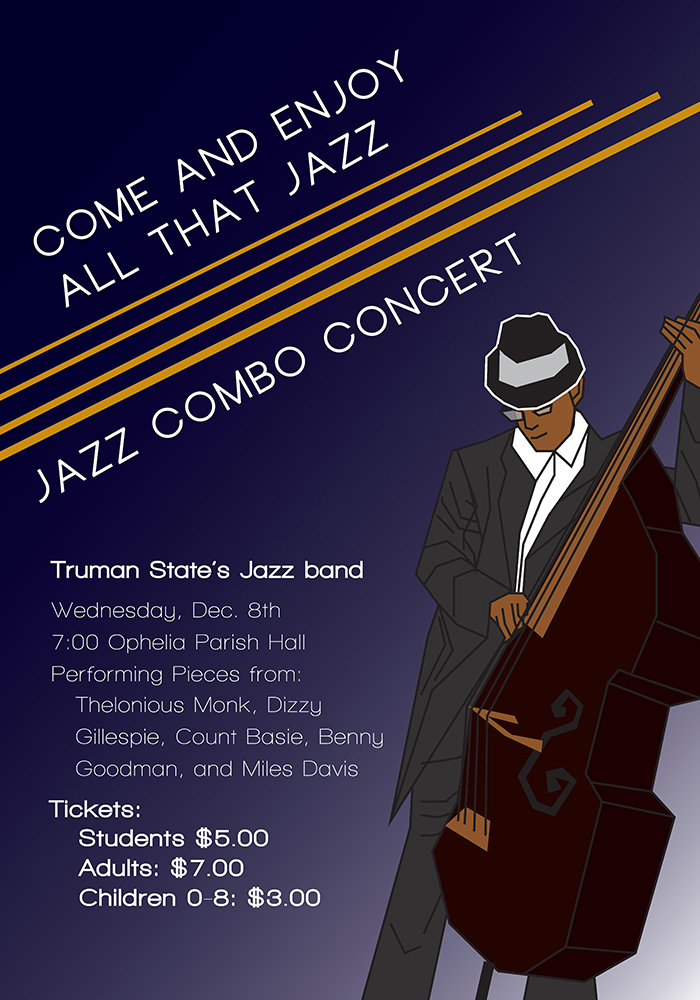 COME AND ENJOY
ALL THAT JAZZ
JAZZ COMBO CONCERT
Truman State's Jazz band
Wednesday, Dec. 8th
7:00 Ophelia Parish Hall
Performing Pieces from:
Thelonious Monk, Dizzy
Gillespie, Count Basie, Benny
Goodman, and Miles Davis
Tickets:
Students $5.00
Adults: $7.00
Children 0-8: $3.00